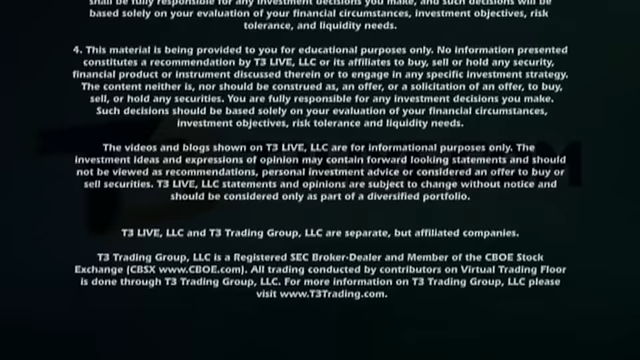 shall be fully responsible for any investment decisions you make, and such decisions will be
based solely on your evaluation of your financial circumstances, investment objectives, risk
tolerance, and liquidity needs.
4. This material is being provided to you for educational purposes only. No information presented
constitutes a recommendation by T3 LIVE, LLC or its affiliates to buy, sell or hold any security,
financial product or instrument discussed therein or to engage in any specific investment strategy.
The content neither is, nor should be construed as, an offer, or a solicitation of an offer, to buy,
sell, or hold any securities. You are fully responsible for any investment decisions you make.
Such decisions should be based solely on your evaluation of your financial circumstances,
investment objectives, risk tolerance and liquidity needs.
The videos and blogs shown on T3 LIVE, LLC are for informational purposes only. The
investment ideas and expressions of opinion may contain forward looking statements and should
not be viewed as recommendations, personal investment advice or considered an offer to buy or
sell securities. T3 LIVE, LLC statements and opinions are subject to change without notice and
should be considered only as part of a diversified portfolio.
T3 LIVE, LLC and T3 Trading Group, LLC are separate, but affiliated companies.
T3 Trading Group, LLC is a Registered SEC Broker-Dealer and Member of the CBOE Stock
Exchange (CBSX www.CBOE.com). All trading conducted by contributors on Virtual Trading Floor
is done through T3 Trading Group, LLC. For more information on T3 Trading Group, LLC please
visit www.T3Trading.com.